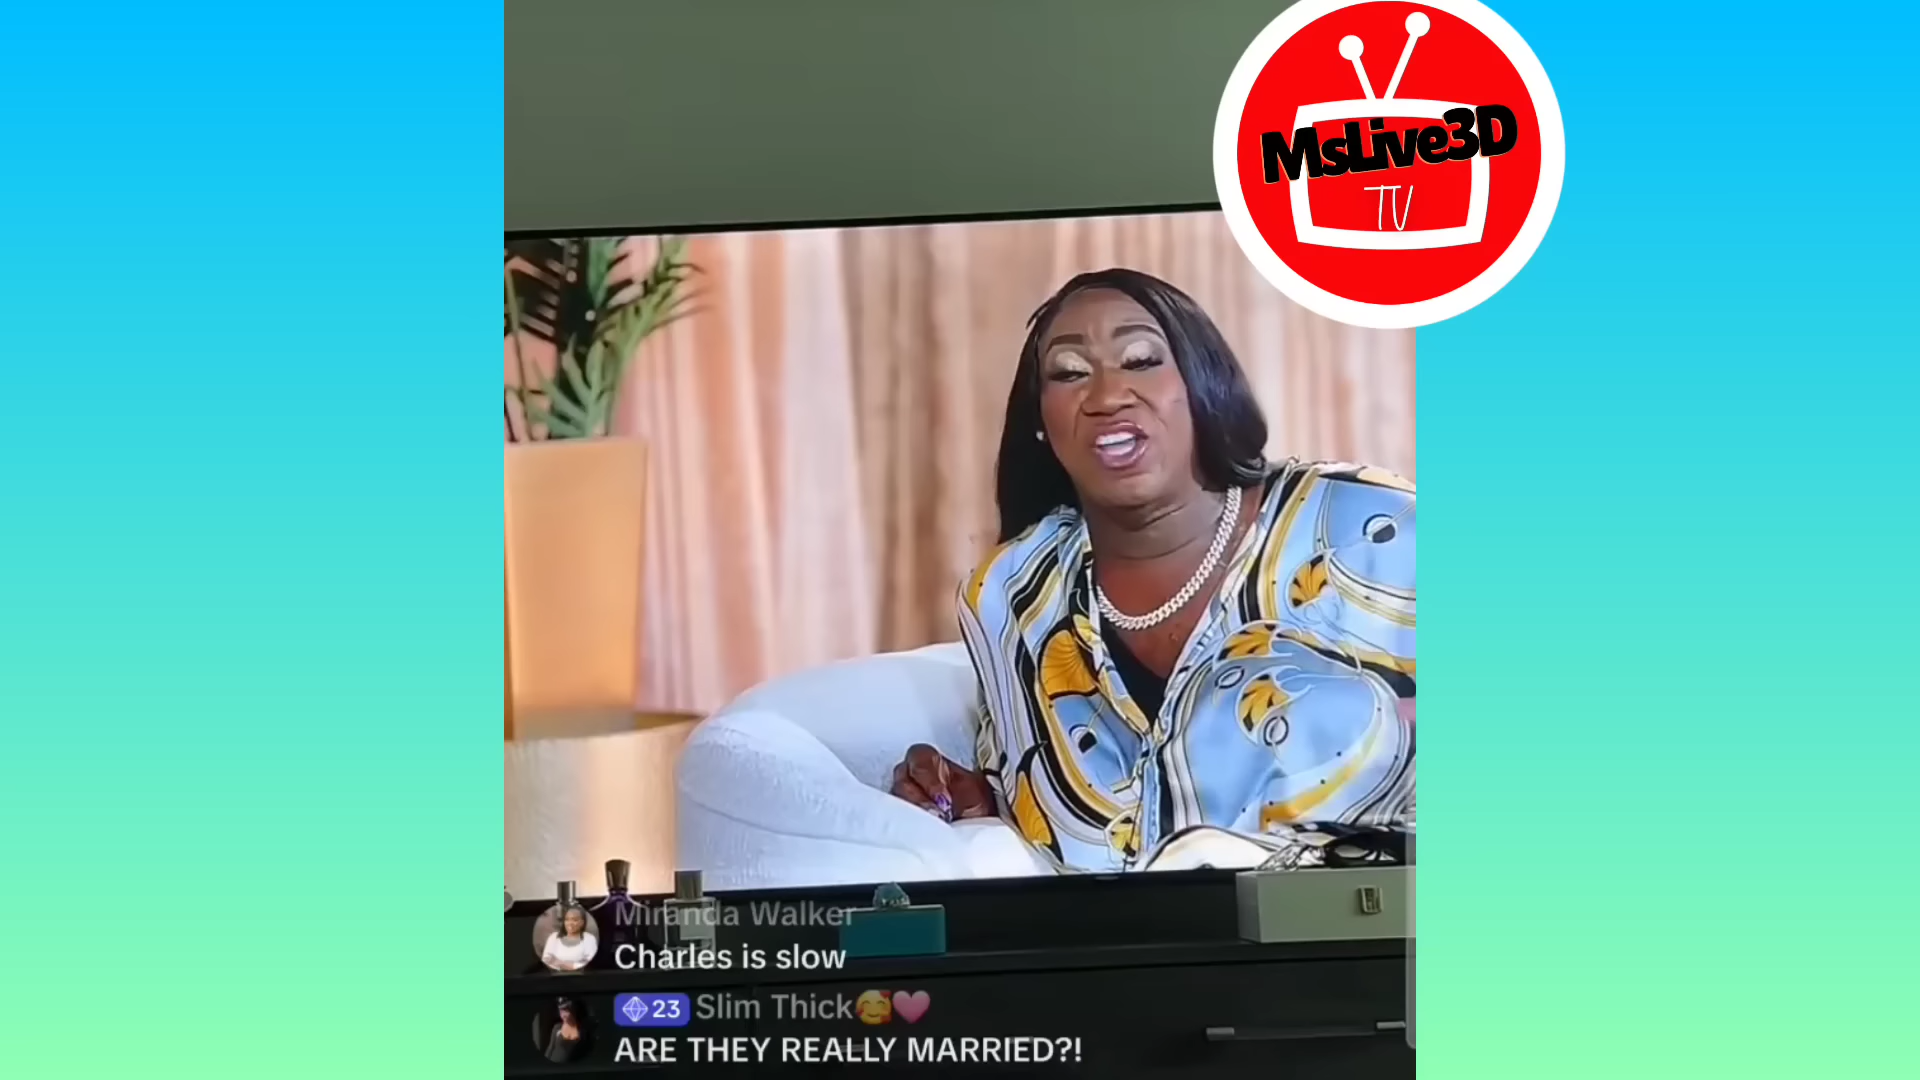 MsLive3D
TV
Miranda Walker
Charles is slow
23 Slim Thick🥰🩷
ARE THEY REALLY MARRIED?!